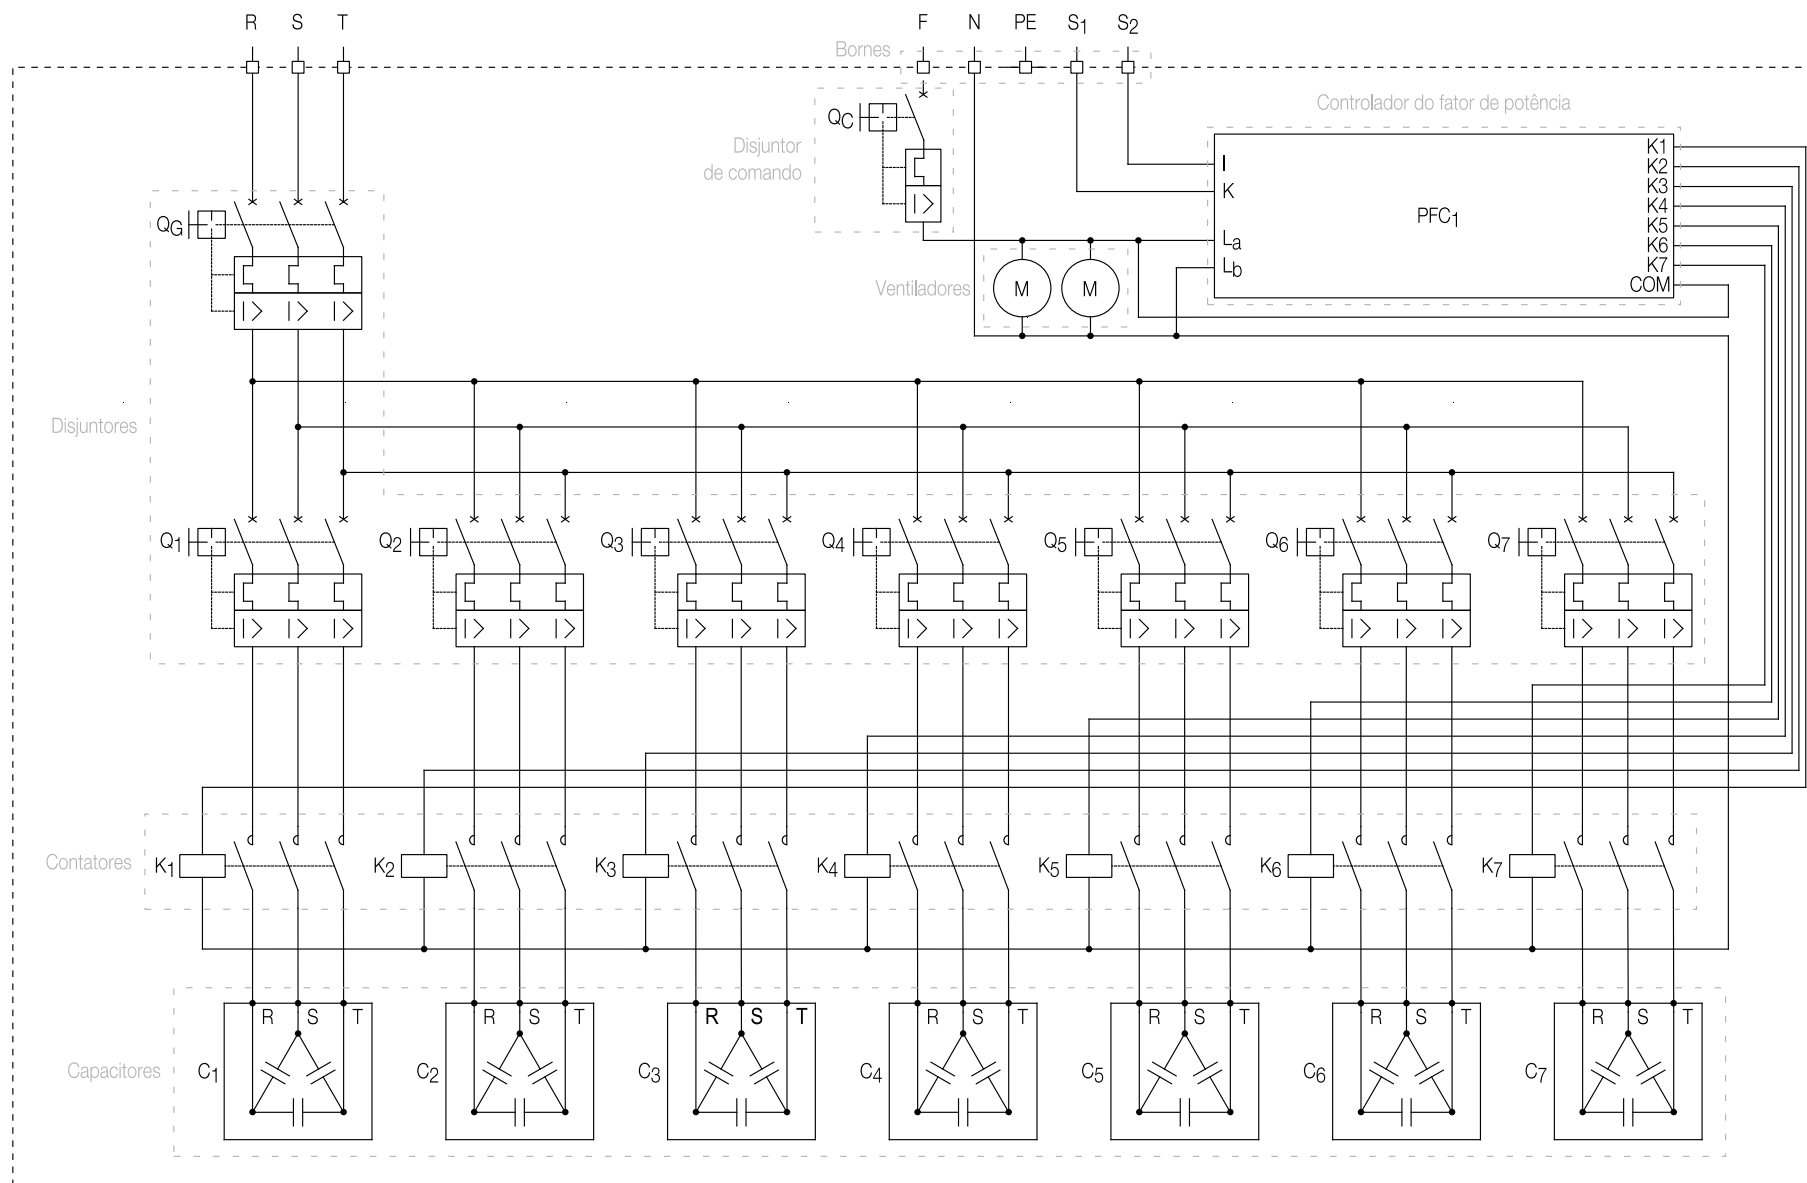 R S T F N PE S1 S2
Bornes
Controlador do fator de potência
QC
Disjuntor
de comando
K1
K2
K3
K4
K5
K6
K7
COM
I
K
La
Lb
PFC1
QG
I> I> I>
I>
Ventiladores
M M
Disjuntores
Q1 Q2 Q3 Q4 Q5 Q6 Q7
I> I> I> I> I> I> I> I> I> I> I> I> I> I> I> I> I> I> I> I> I>
Contatores
K1 K2 K3 K4 K5 K6 K7
R S T R S T R S T R S T R S T R S T R S T
Capacitores
C1 C2 C3 C4 C5 C6 C7